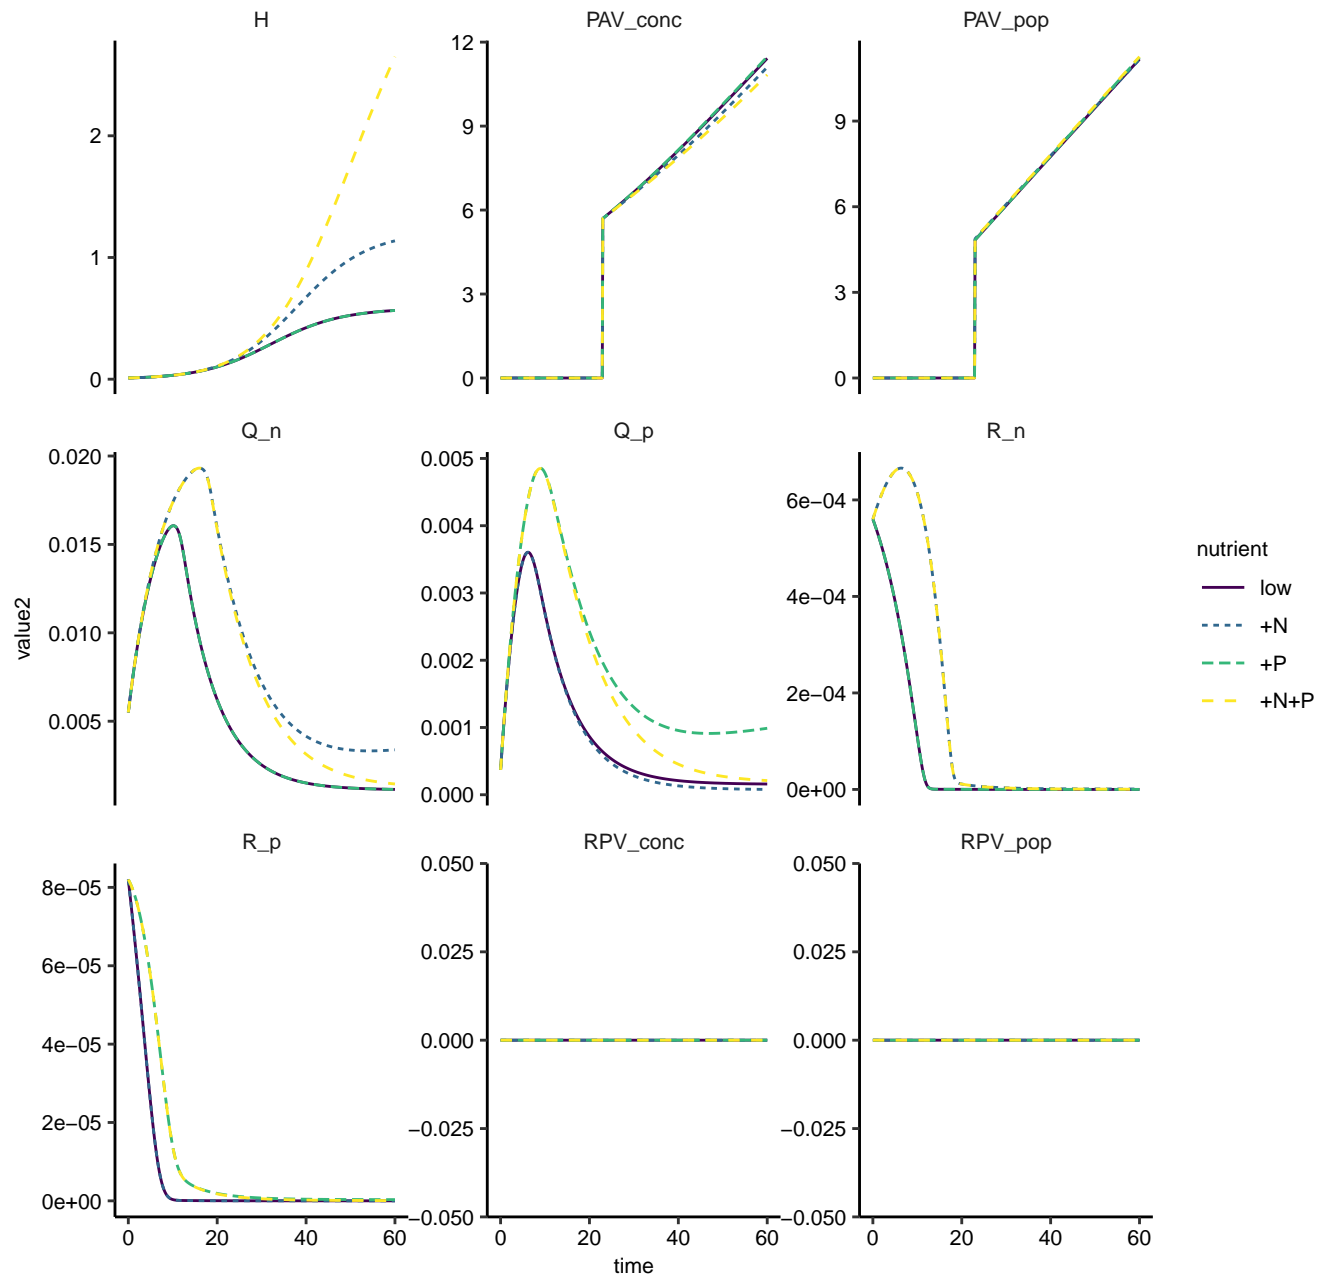 H
PAV_conc
PAV_pop
2
1
0
12
9
6
3
0
9
6
3
0
Q_n
Q_p
R_n
0.020
0.015
0.010
0.005
0.005
0.004
0.003
0.002
0.001
0.000
6e−04
4e−04
2e−04
0e+00
R_p
RPV_conc
RPV_pop
8e−05
6e−05
4e−05
2e−05
0e+00
0.050
0.025
0.000
−0.025
−0.050
0.050
0.025
0.000
−0.025
−0.050
0 20 40 60
0 20 40 60
0 20 40 60
time
value2
nutrient
low
+N
+P
+N+P